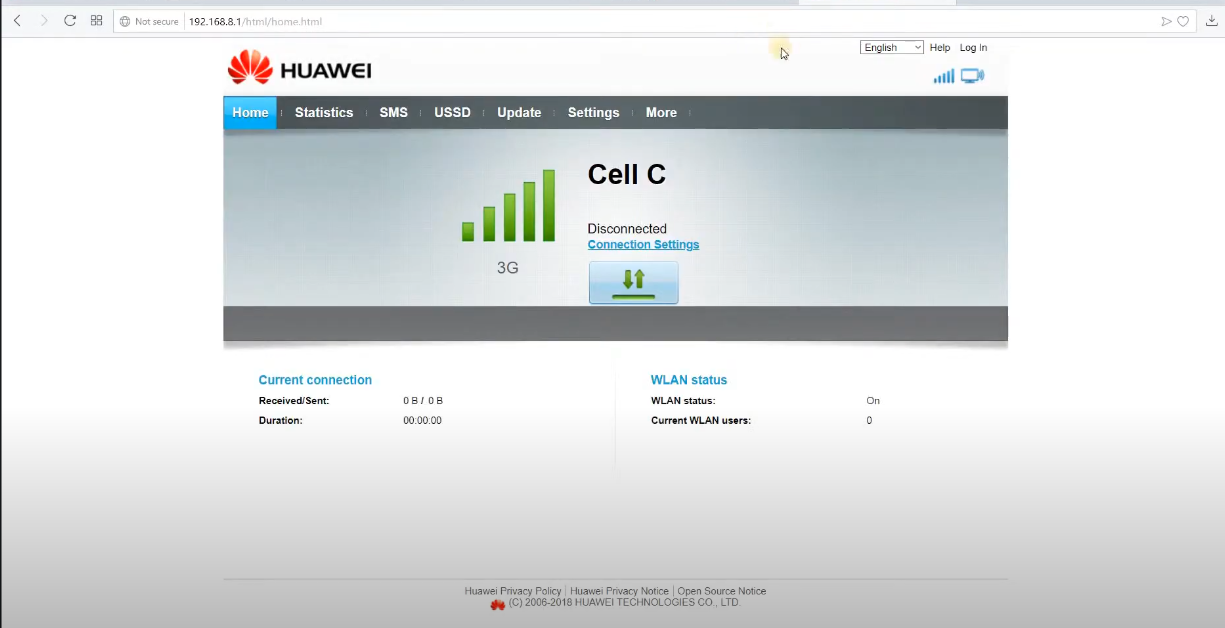 Not secure 192.168.8.1/html/home.html
English Help Log In
HUAWEI
Home Statistics SMS USSD Update Settings More
Cell C
Disconnected
Connection Settings
3G
Current connection
Received/Sent: 0 B / 0 B
Duration: 00:00:00
WLAN status
WLAN status: On
Current WLAN users: 0
Huawei Privacy Policy | Huawei Privacy Notice | Open Source Notice
(C) 2006-2018 HUAWEI TECHNOLOGIES CO., LTD.